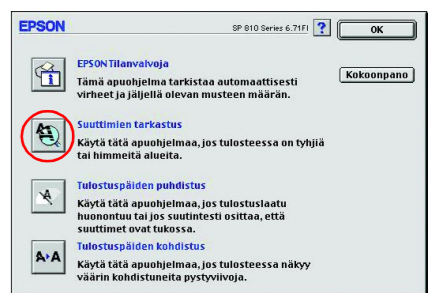 EPSON
SP 810 Series 6.71FI
?
OK
EPSON Tilanvalvoja
Tämä apuohjelma tarkistaa automaattisesti
virheet ja jäljellä olevan musteen määrän.
Kokoonpano
Suuttimien tarkastus
Käytä tätä apuohjelmaa, jos tulosteessa on tyhjiä
tai himmeitä alueita.
Tulostuspäiden puhdistus
Käytä tätä apuohjelmaa, jos tulostuslaatu
huonontuu tai jos suutintesti osittaa, että
suuttimet ovat tukossa.
Tulostuspäiden kohdistus
Käytä tätä apuohjelmaa, jos tulosteessa näkyy
väärin kohdistuneita pystyviivoja.